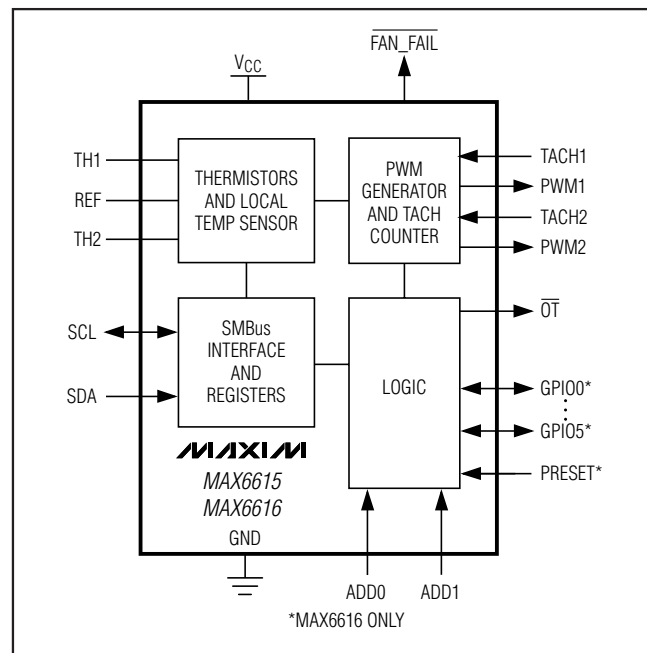 FAN_FAIL
VCC
TH1
REF
TH2
THERMISTORS
AND LOCAL
TEMP SENSOR
PWM
GENERATOR
AND TACH
COUNTER
TACH1
PWM1
TACH2
PWM2
SCL
SDA
SMBus
INTERFACE
AND
REGISTERS
LOGIC
OT
GPIO0*
GPIO5*
PRESET*
MAXIM
MAX6615
MAX6616
GND
ADD0
ADD1
*MAX6616 ONLY